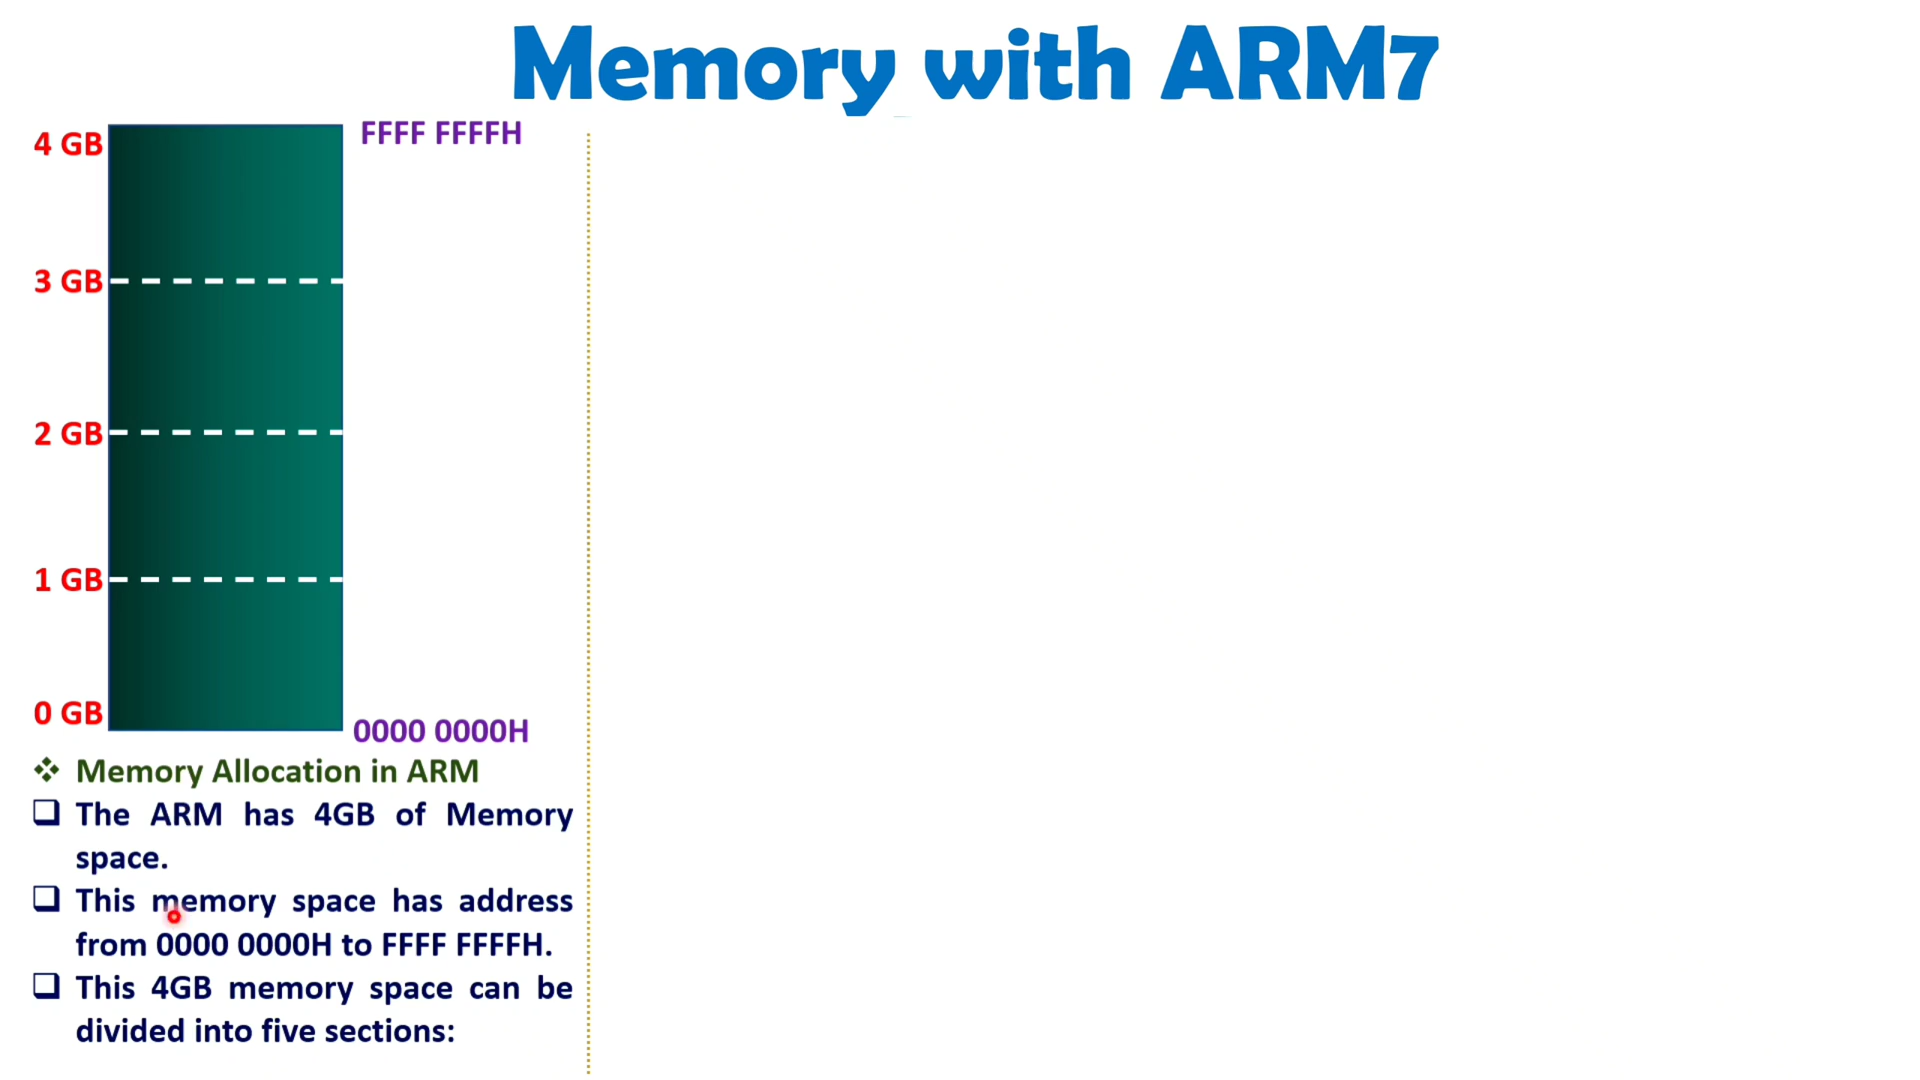 Memory with ARM7
4 GB
FFFF FFFFH
3 GB
2 GB
1 GB
0 GB
0000 0000H
❖ Memory Allocation in ARM
❑ The ARM has 4GB of Memory
space.
❑ This memory space has address
from 0000 0000H to FFFF FFFFH.
❑ This 4GB memory space can be
divided into five sections: